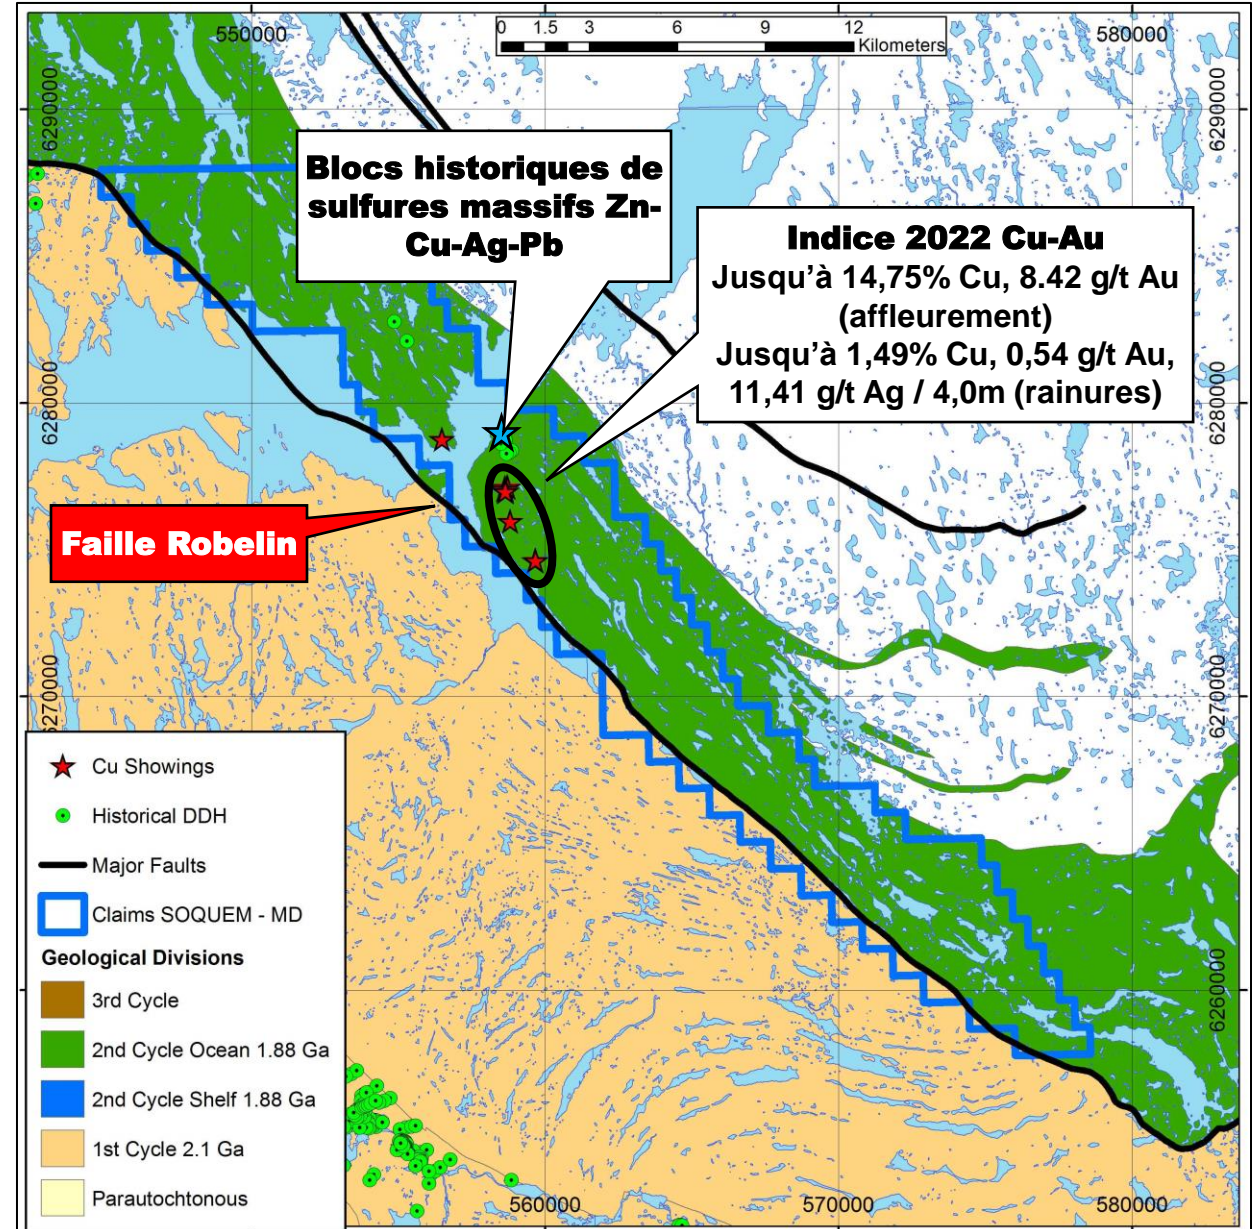 550000
580000
0 1.5 3 6 9 12
Kilometers
6290000
6290000
Blocs historiques de
sulfures massifs Zn-
Cu-Ag-Pb
Indice 2022 Cu-Au
Jusqu'à 14,75% Cu, 8.42 g/t Au
(affleurement)
Jusqu'à 1,49% Cu, 0,54 g/t Au,
11,41 g/t Ag / 4,0m (rainures)
6280000
6280000
Faille Robelin
6270000
6270000
Cu Showings
Historical DDH
Major Faults
Claims SOQUEM - MD
Geological Divisions
3rd Cycle
2nd Cycle Ocean 1.88 Ga
2nd Cycle Shelf 1.88 Ga
1st Cycle 2.1 Ga
Parautochtonous
6260000
560000
570000
580000